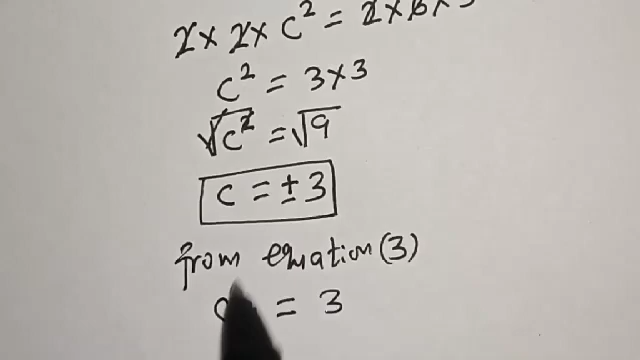 2 × 2 × c² = 2 × 6 × 3
c² = 3 × 3
√c² = √9
c = ± 3
from equation (3)
= 3